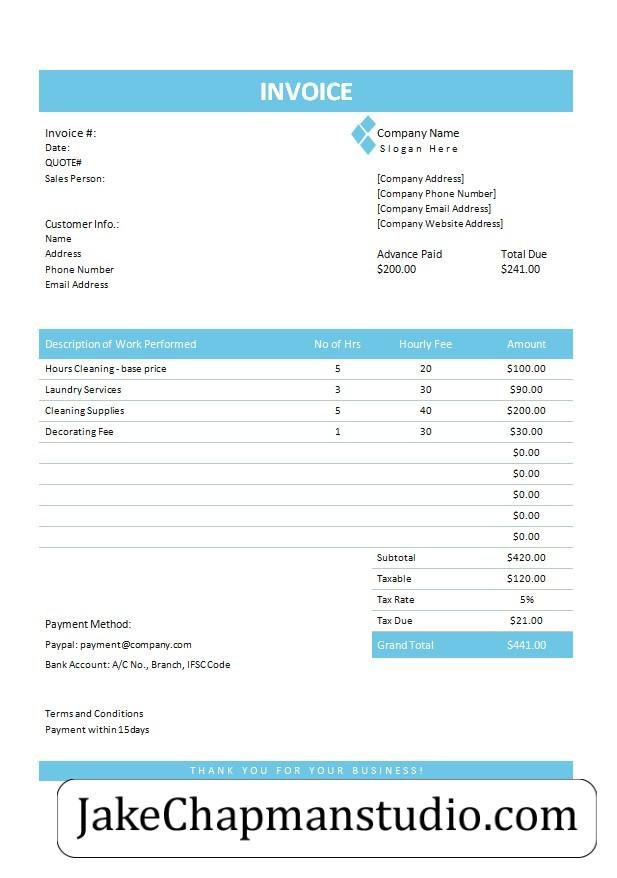 INVOICE
Invoice #:
Date:
QUOTE#
Sales Person:
Company Name
Slogan Here
[Company Address]
[Company Phone Number]
[Company Email Address]
[Company Website Address]
Customer Info.:
Name
Address
Phone Number
Email Address
Advance Paid Total Due
$200.00 $241.00
Description of Work Performed No of Hrs Hourly Fee Amount
Hours Cleaning - base price 5 20 $100.00
Laundry Services 3 30 $90.00
Cleaning Supplies 5 40 $200.00
Decorating Fee 1 30 $30.00
$0.00
$0.00
$0.00
$0.00
$0.00
Subtotal $420.00
Taxable $120.00
Tax Rate 5%
Tax Due $21.00
Grand Total $441.00
Payment Method:
Paypal: payment@company.com
Bank Account: A/C No., Branch, IFSC Code
Terms and Conditions
Payment within 15days
THANK YOU FOR YOUR BUSINESS!
JakeChapmanstudio.com